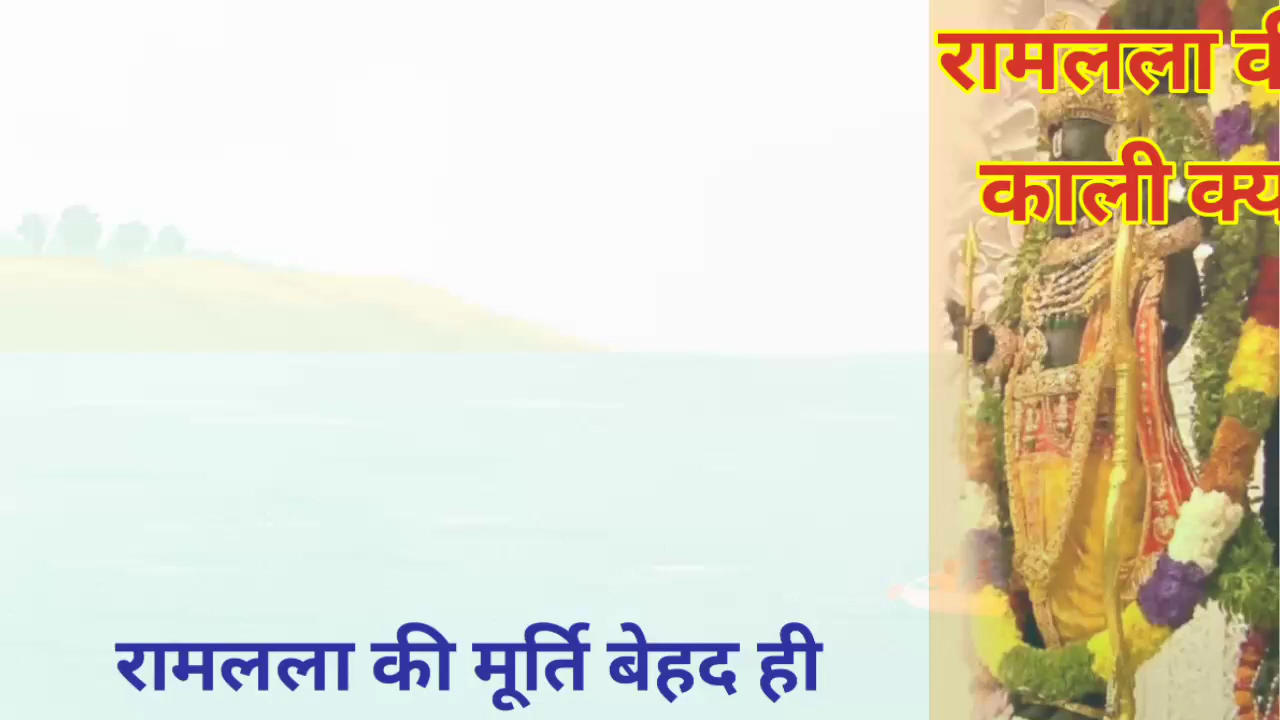 रामलला की
काली क्य
रामलला की मूर्ति बेहद ही